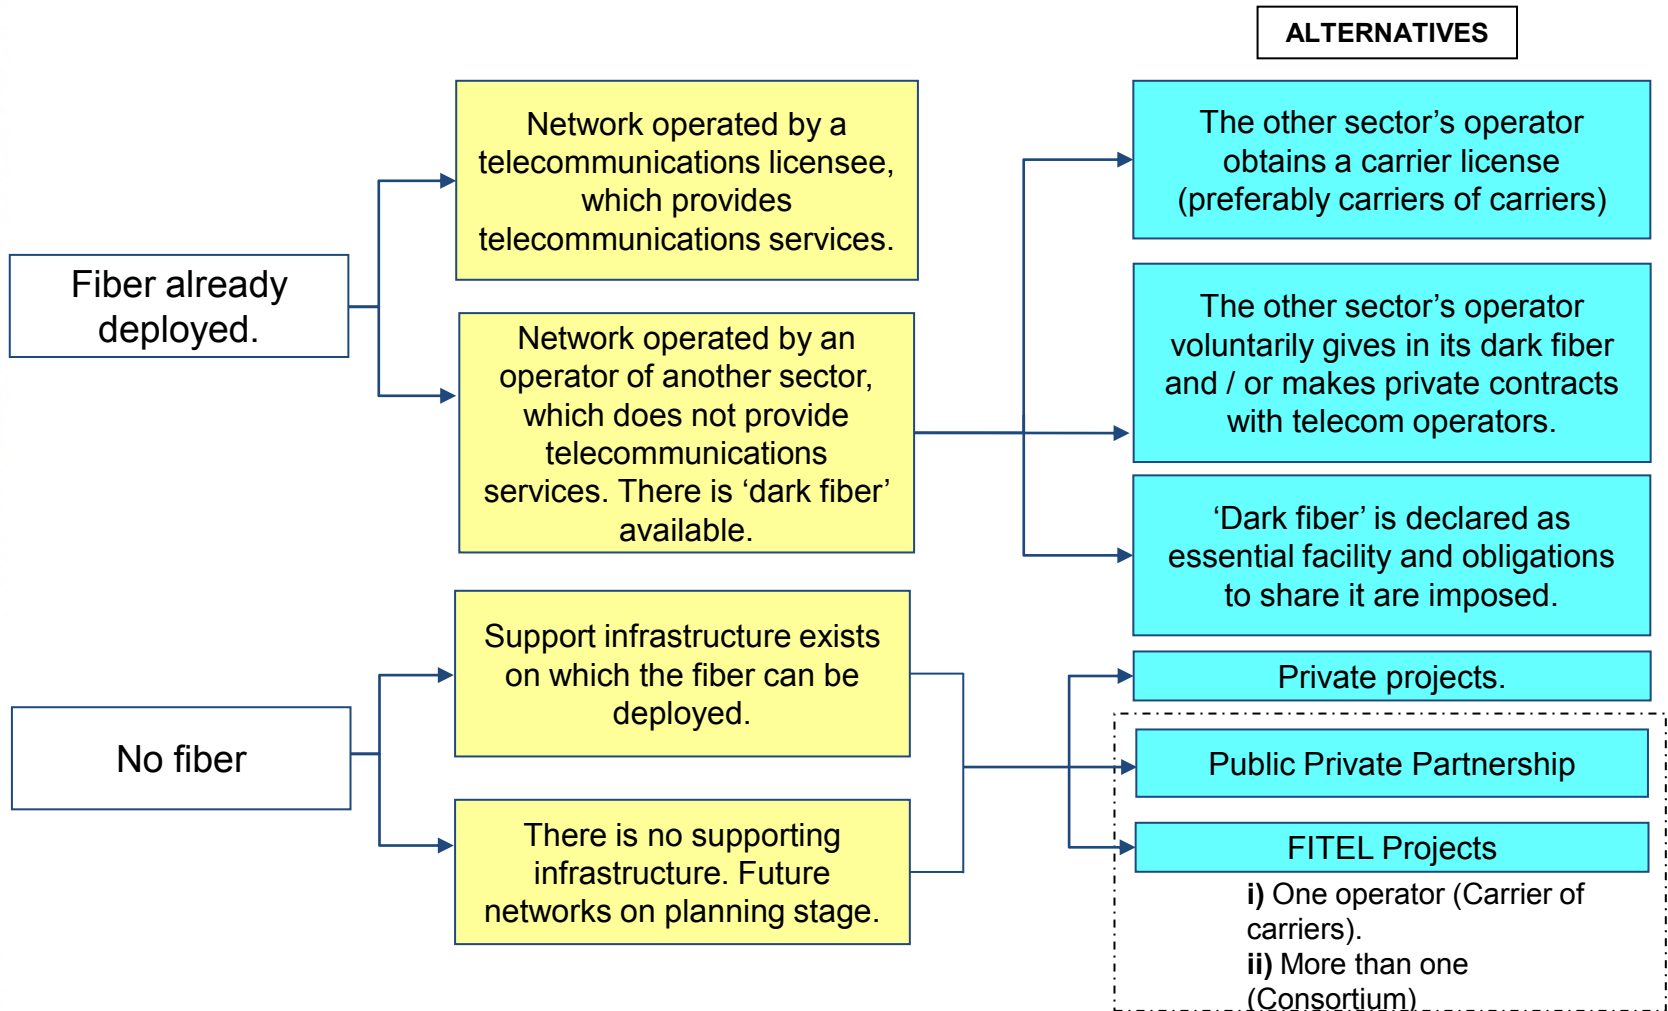 ALTERNATIVES
Fiber already
deployed.
Network operated by a
telecommunications licensee,
which provides
telecommunications services.
Network operated by an
operator of another sector,
which does not provide
telecommunications
services. There is ‘dark fiber’
available.
The other sector’s operator
obtains a carrier license
(preferably carriers of carriers)
The other sector’s operator
voluntarily gives in its dark fiber
and / or makes private contracts
with telecom operators.
‘Dark fiber’ is declared as
essential facility and obligations
to share it are imposed.
No fiber
Support infrastructure exists
on which the fiber can be
deployed.
There is no supporting
infrastructure. Future
networks on planning stage.
Private projects.
Public Private Partnership
FITEL Projects
i) One operator (Carrier of
carriers).
ii) More than one
(Consortium)